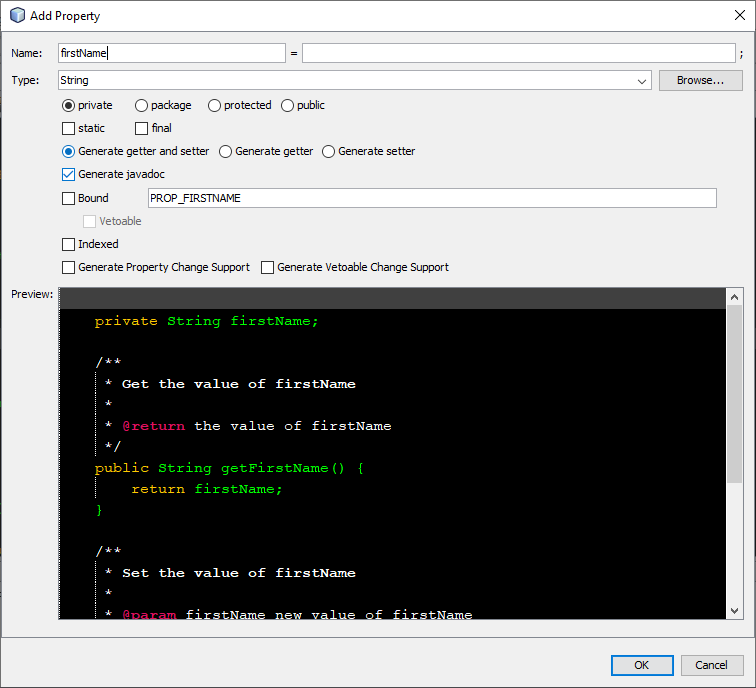 Add Property
Name: firstName = ;
Type: String Browse...
private package protected public
static final
Generate getter and setter Generate getter Generate setter
Generate javadoc
Bound PROP_FIRSTNAME
Vetoable
Indexed
Generate Property Change Support Generate Vetoable Change Support
Preview:
private String firstName;
/**
* Get the value of firstName
*
* @return the value of firstName
*/
public String getFirstName() {
return firstName;
}
/**
* Set the value of firstName
*
* @param firstName new value of firstName
OK Cancel